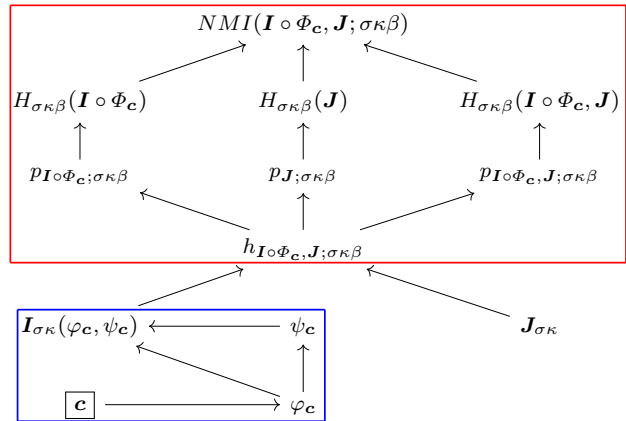 NMI(I ∘ Φ_c, J; σκβ)
H_σκβ(I ∘ Φ_c) H_σκβ(J) H_σκβ(I ∘ Φ_c, J)
p_I∘Φ_c;σκβ p_J;σκβ p_I∘Φ_c,J;σκβ
h_I∘Φ_c,J;σκβ
I_σκ(φ_c, ψ_c) ψ_c J_σκ
c φ_c